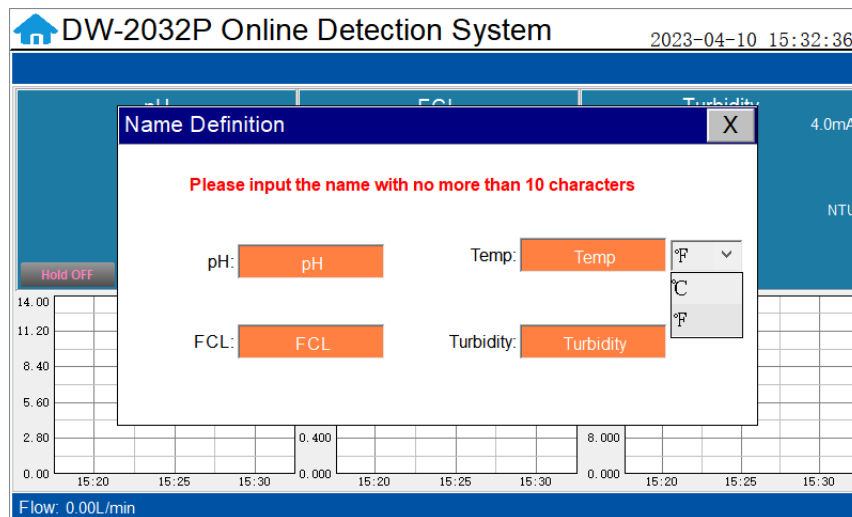 DW-2032P Online Detection System
2023-04-10 15:32:36
Name Definition
X
4.0mA
Please input the name with no more than 10 characters
NTU
pH:
pH
Temp:
Temp
℉
Hold OFF
℃
℉
FCL:
FCL
Turbidity:
Turbidity
14.00
11.20
8.40
5.60
2.80
0.00
0.400
0.000
8.000
0.000
15:20
15:25
15:30
15:20
15:25
15:30
15:20
15:25
15:30
Flow: 0.00L/min